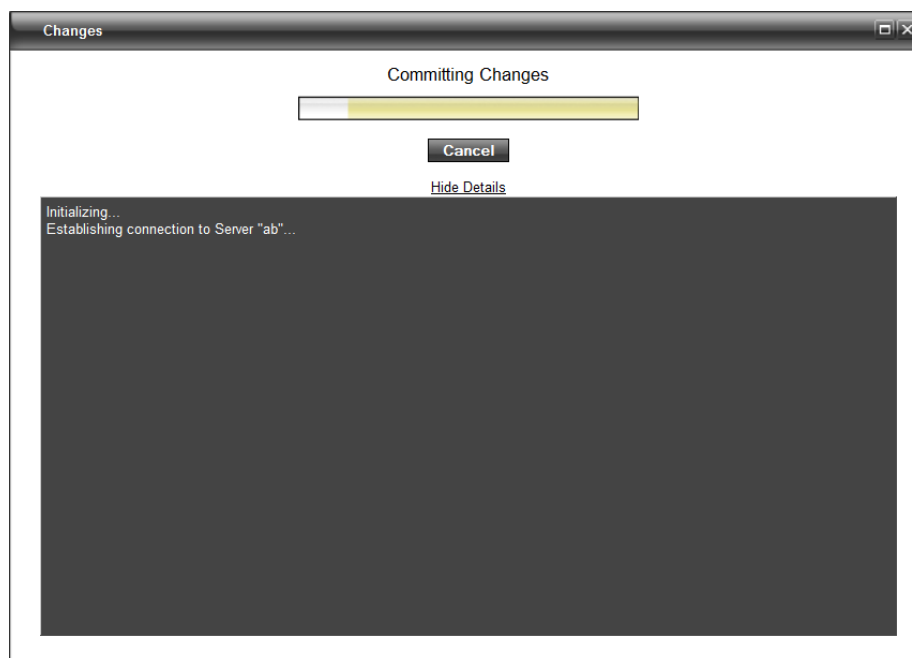 Changes
Committing Changes
Cancel
Hide Details
Initializing...
Establishing connection to Server "ab"...